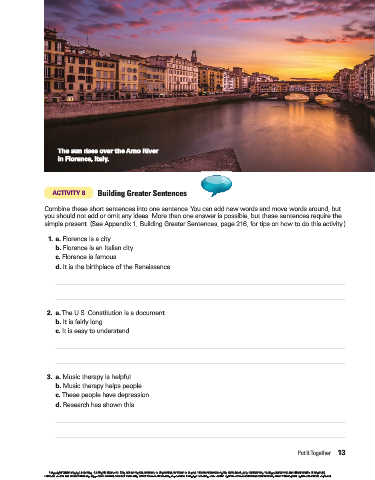 The sun rises over the Arno River
in Florence, Italy.
ACTIVITY 8 Building Greater Sentences
Combine these short sentences into one sentence. You can add new words and move words around, but
you should not add or omit any ideas. More than one answer is possible, but these sentences require the
simple present. (See Appendix 1, Building Greater Sentences, page 216, for tips on how to do this activity.)
1. a. Florence is a city
b. Florence is an Italian city
c. Florence is famous
d. It is the birthplace of the Renaissance
2. a. The U S Constitution is a document
b. It is fairly long
c. It is easy to understand
3. a. Music therapy is helpful
b. Music therapy helps people
c. These people have depression
d. Research has shown this
Put It Together 13